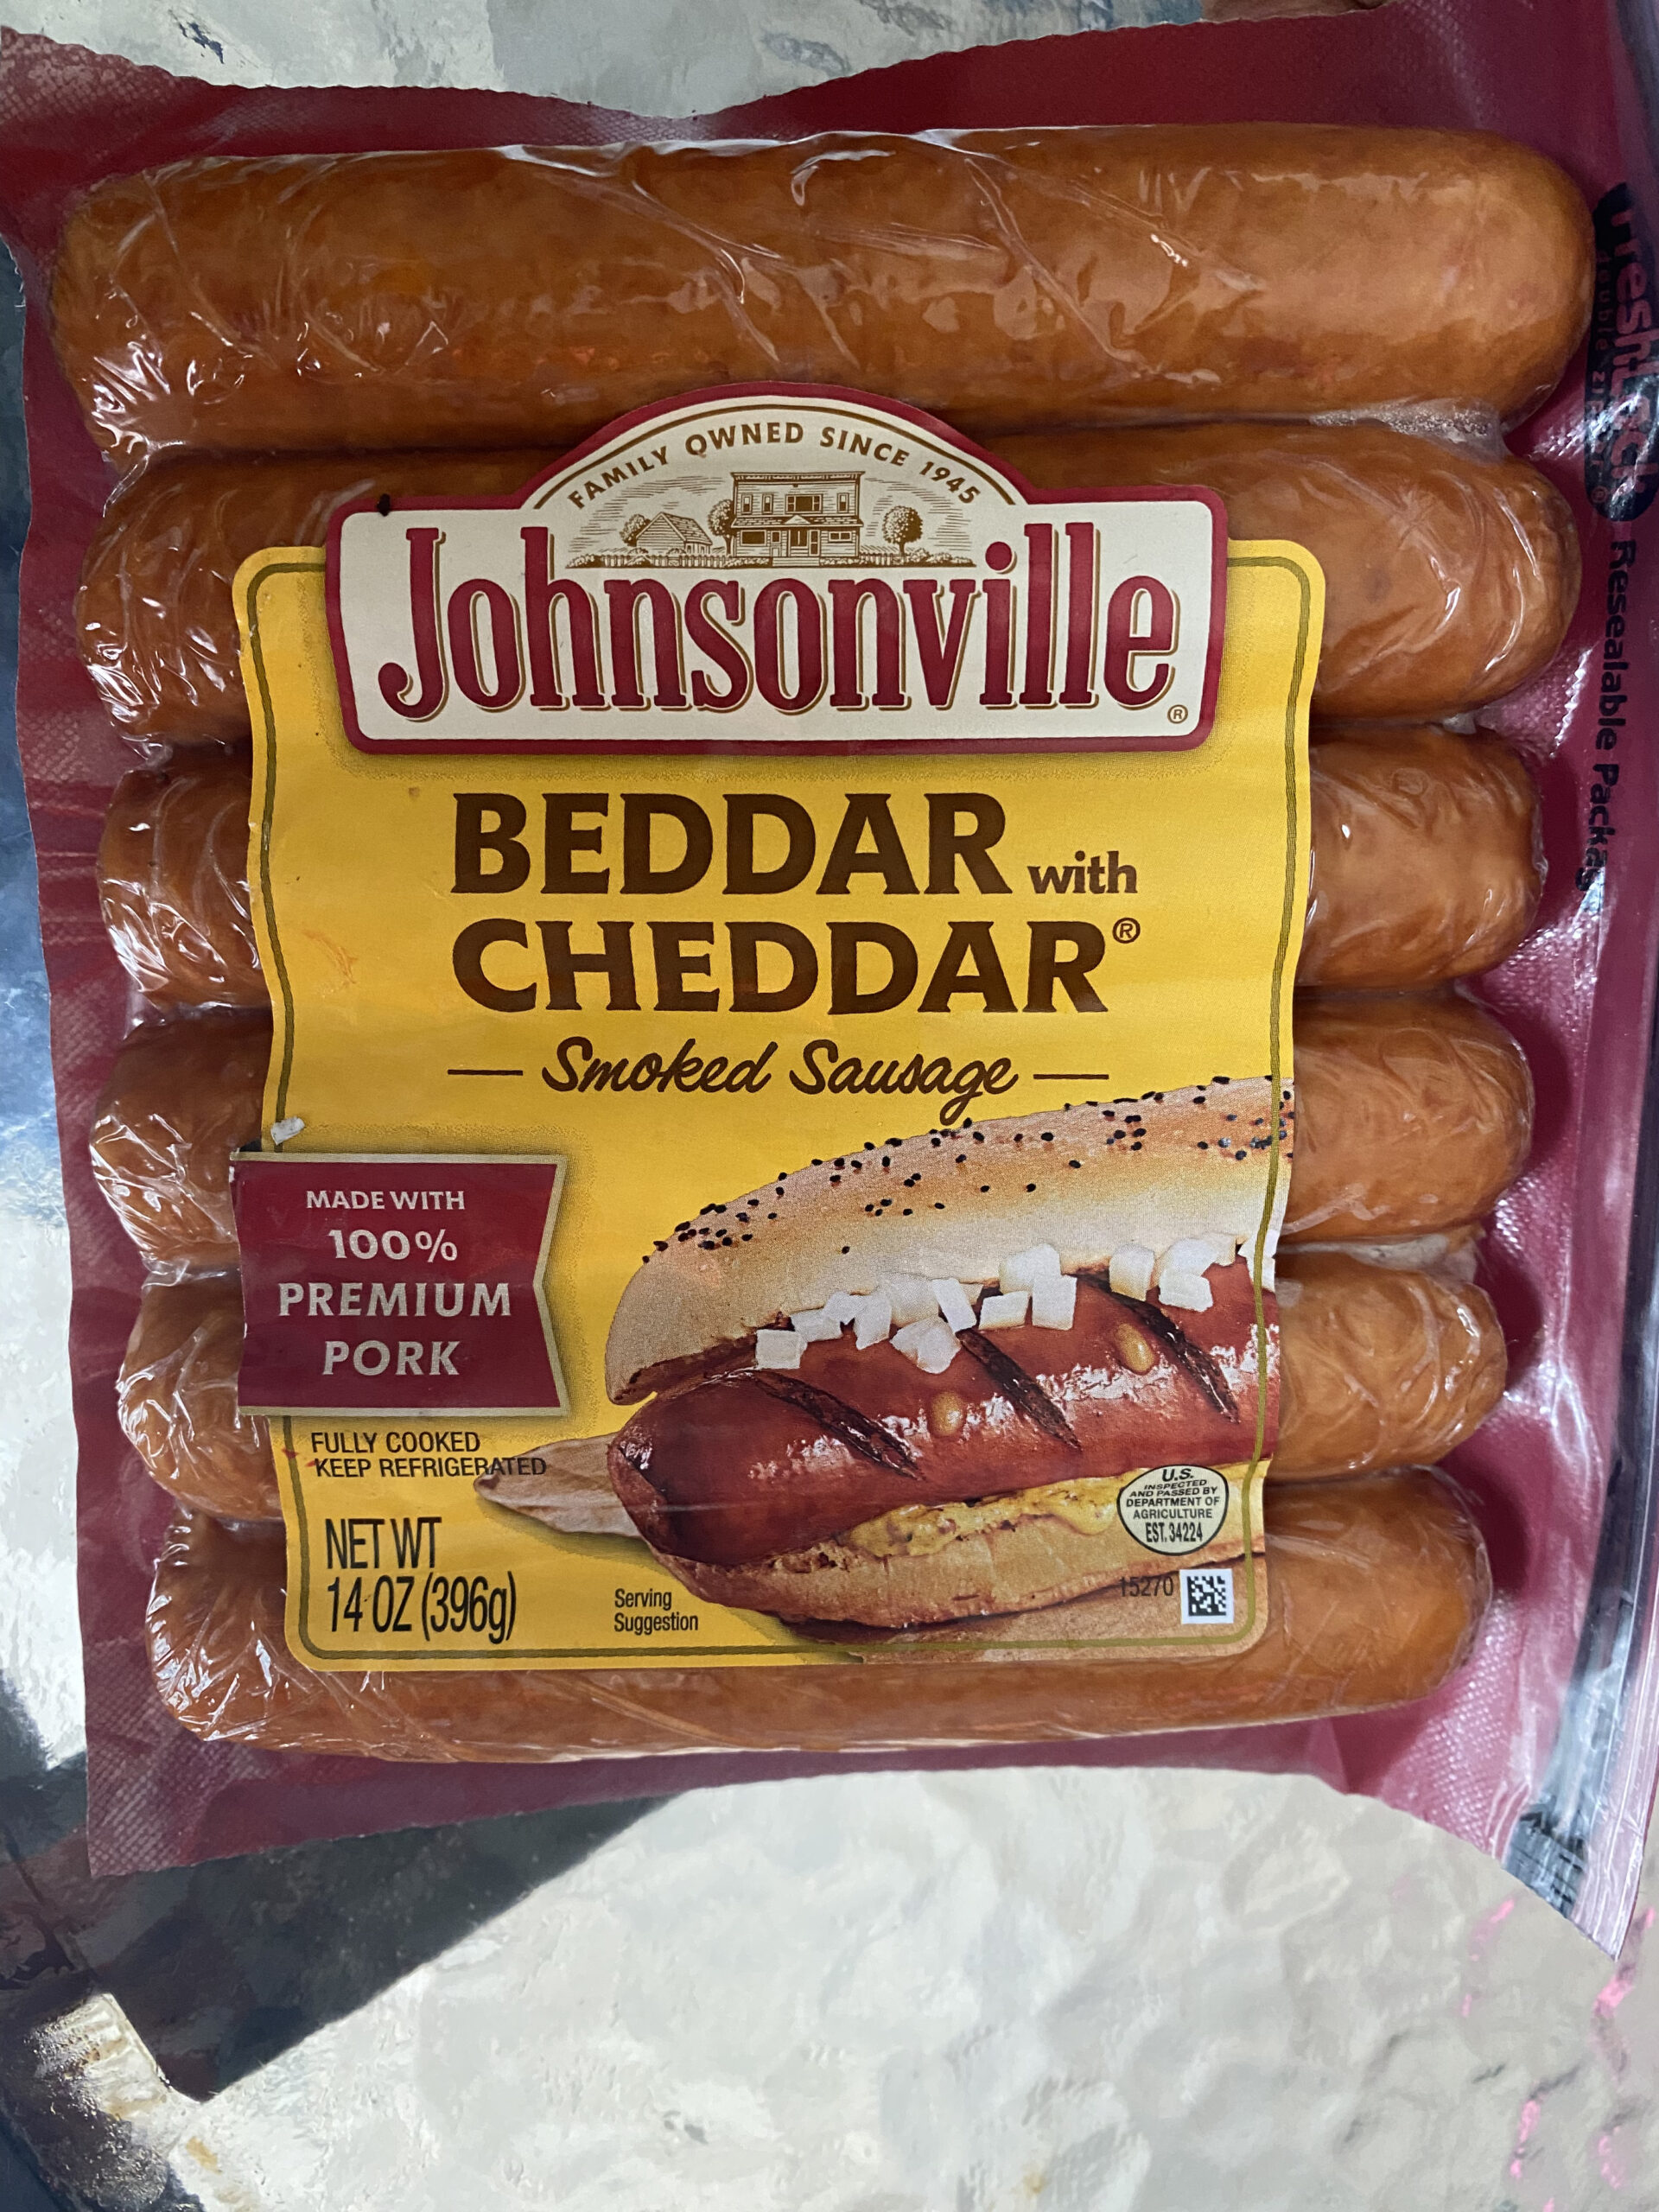 FAMILY OWNED SINCE 1945
Johnsonville®
BEDDAR with
CHEDDAR®
— Smoked Sausage —
MADE WITH
100%
PREMIUM
PORK
FULLY COOKED
KEEP REFRIGERATED
NET WT
14 OZ (396g)
Serving
Suggestion
U.S.
INSPECTED
AND PASSED BY
DEPARTMENT OF
AGRICULTURE
EST. 34224
15270
Resealable